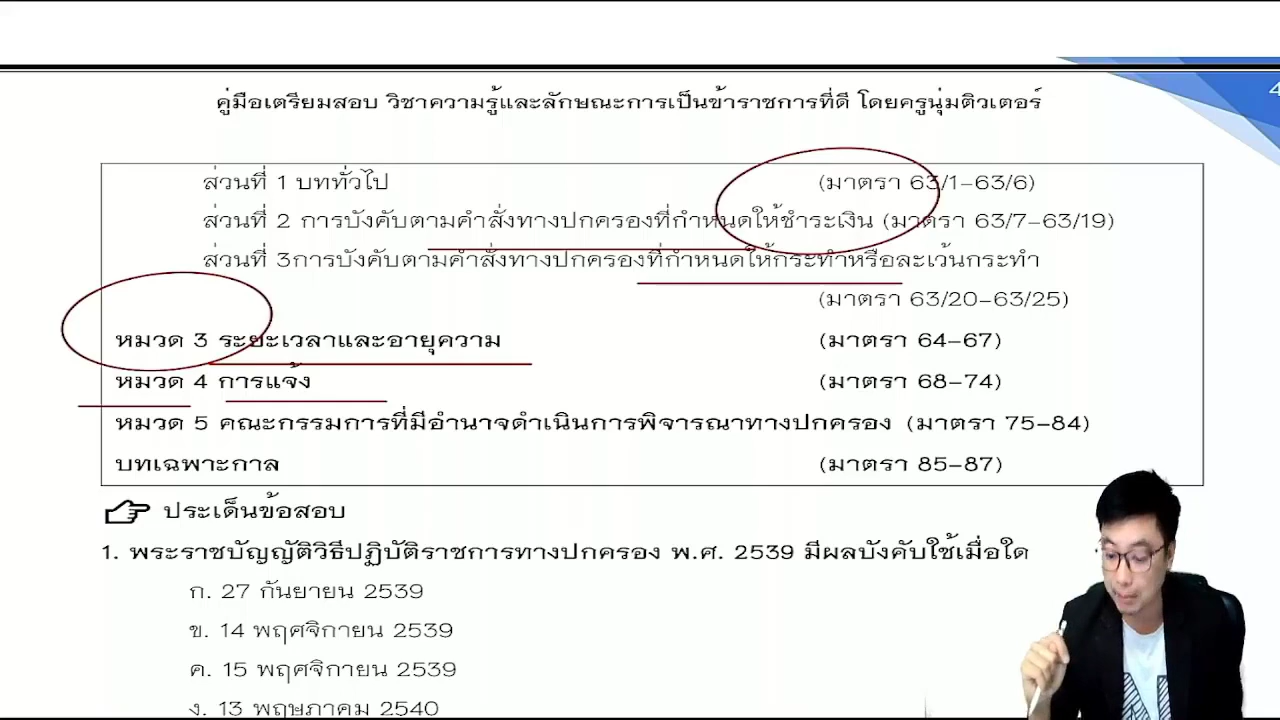 4
คู่มือเตรียมสอบ วิชาความรู้และลักษณะการเป็นข้าราชการที่ดี โดยครูนุ่มติวเตอร์
ส่วนที่ 1 บททั่วไป (มาตรา 63/1-63/6)
ส่วนที่ 2 การบังคับตามคำสั่งทางปกครองที่กำหนดให้ชำระเงิน (มาตรา 63/7-63/19)
ส่วนที่ 3การบังคับตามคำสั่งทางปกครองที่กำหนดให้กระทำหรือละเว้นกระทำ
(มาตรา 63/20-63/25)
หมวด 3 ระยะเวลาและอายุความ (มาตรา 64-67)
หมวด 4 การแจ้ง (มาตรา 68-74)
หมวด 5 คณะกรรมการที่มีอำนาจดำเนินการพิจารณาทางปกครอง (มาตรา 75-84)
บทเฉพาะกาล (มาตรา 85-87)
ประเด็นข้อสอบ
1. พระราชบัญญัติวิธีปฏิบัติราชการทางปกครอง พ.ศ. 2539 มีผลบังคับใช้เมื่อใด
ก. 27 กันยายน 2539
ข. 14 พฤศจิกายน 2539
ค. 15 พฤศจิกายน 2539
ง. 13 พฤษภาคม 2540